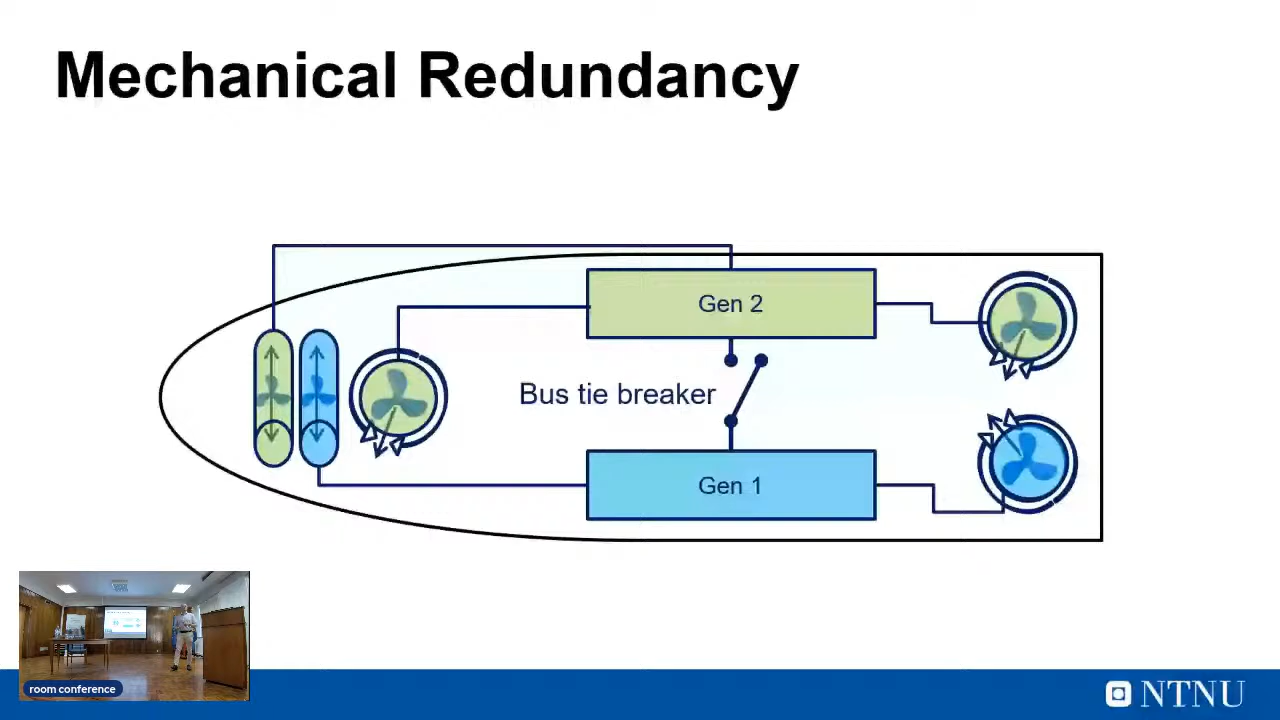 Mechanical Redundancy
Gen 2
Bus tie breaker
Gen 1
room conference
NTNU